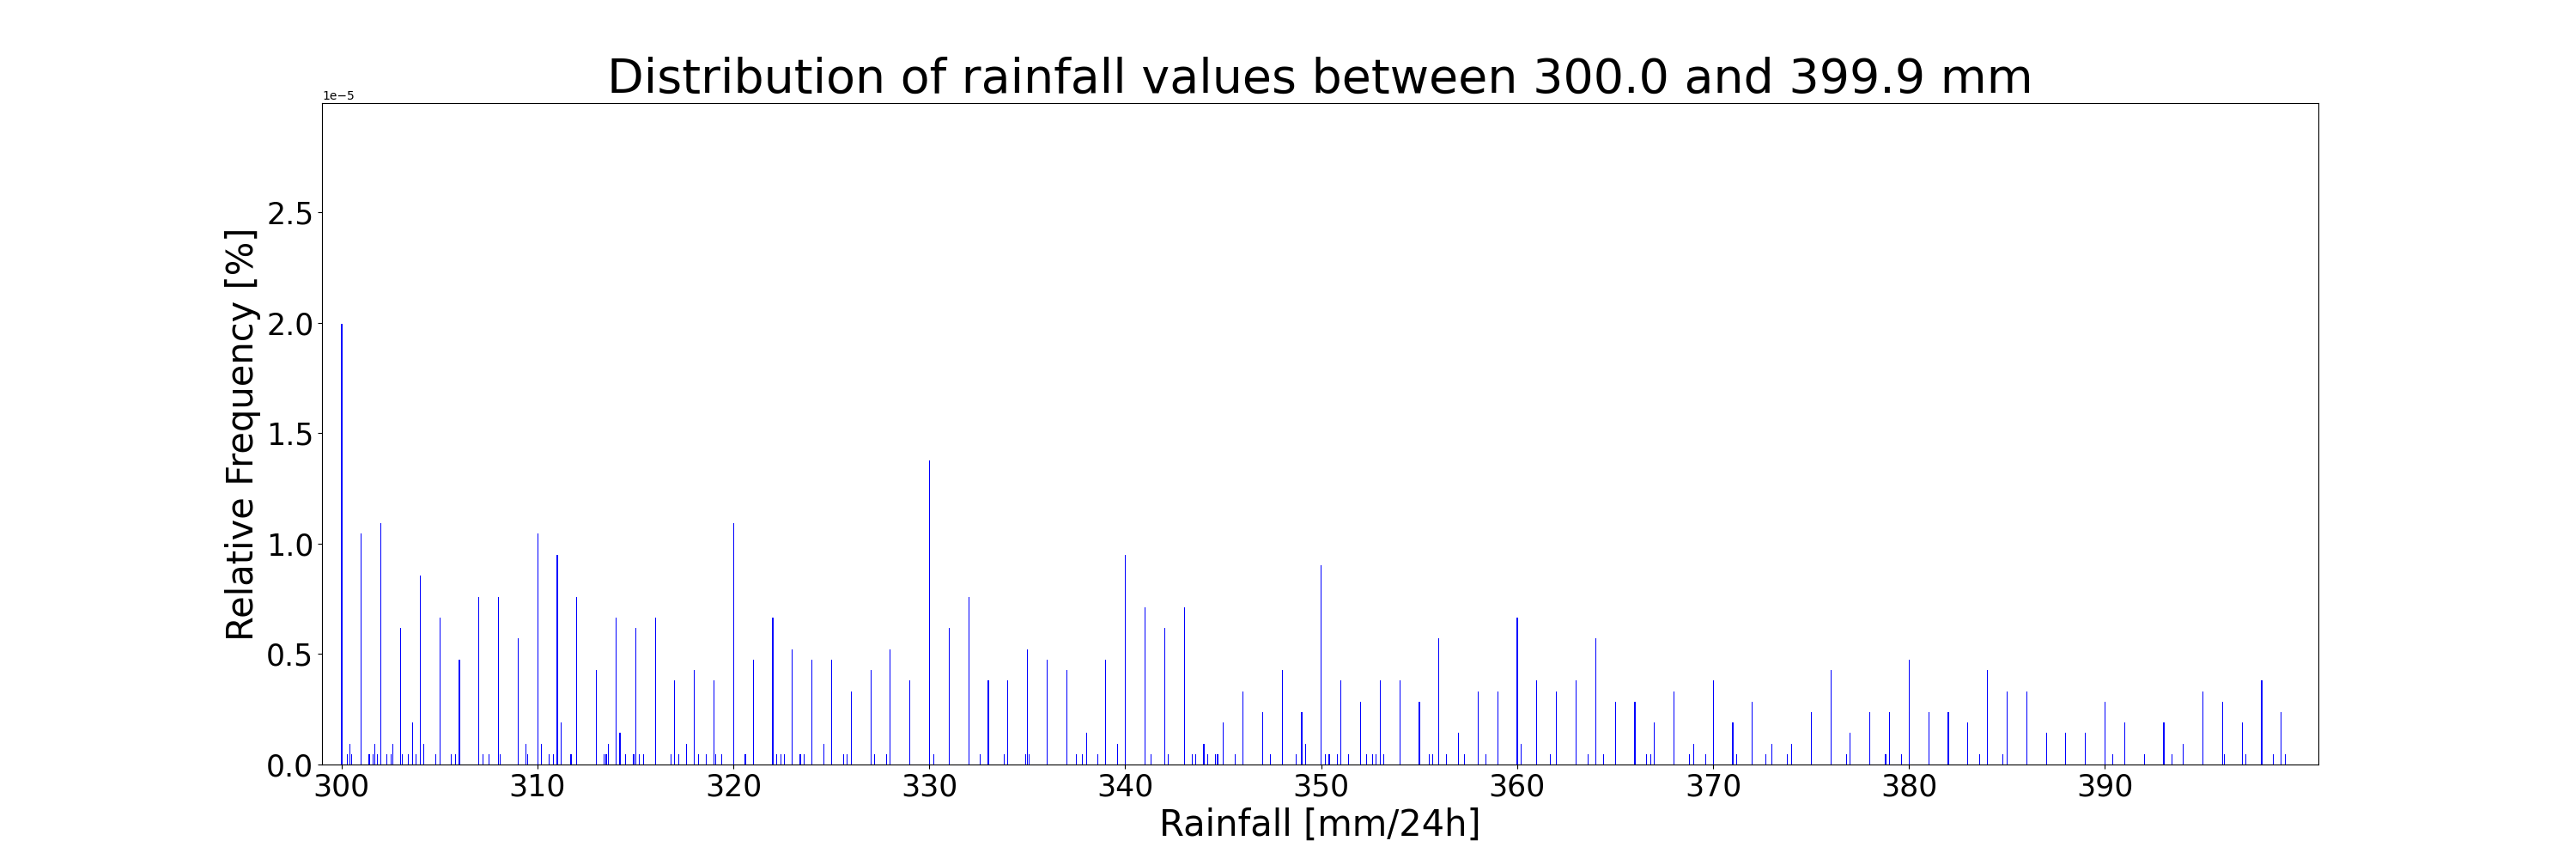 Distribution of rainfall values between 300.0 and 399.9 mm
1e−5
2.5
2.0
1.5
1.0
0.5
0.0
Relative Frequency [%]
300 310 320 330 340 350 360 370 380 390
Rainfall [mm/24h]